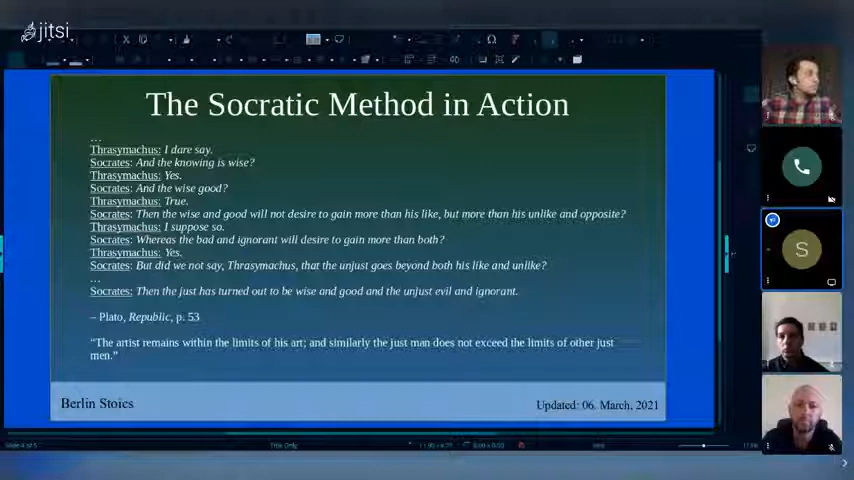 jitsi
The Socratic Method in Action
...
Thrasymachus: I dare say.
Socrates: And the knowing is wise?
Thrasymachus: Yes.
Socrates: And the wise good?
Thrasymachus: True.
Socrates: Then the wise and good will not desire to gain more than his like, but more than his unlike and opposite?
Thrasymachus: I suppose so.
Socrates: Whereas the bad and ignorant will desire to gain more than both?
Thrasymachus: Yes.
Socrates: But did we not say, Thrasymachus, that the unjust goes beyond both his like and unlike?
...
Socrates: Then the just has turned out to be wise and good and the unjust evil and ignorant.
– Plato, Republic, p. 53
“The artist remains within the limits of his art; and similarly the just man does not exceed the limits of other just
men.”
Berlin Stoics
Updated: 06. March, 2021
S
Slide 4 of 5
Title Only